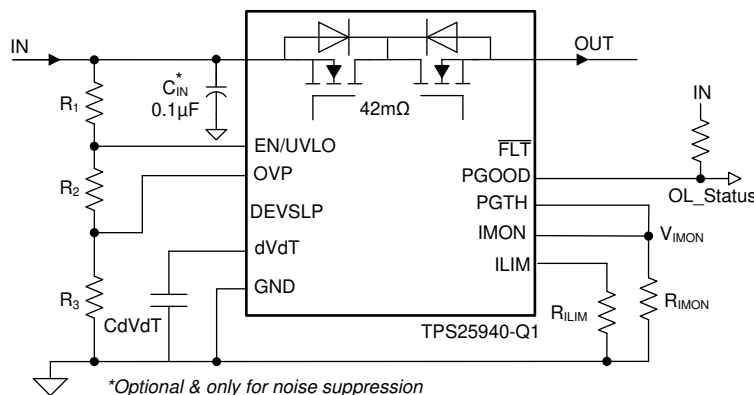 IN
OUT
C*IN
0.1µF
R1
42mΩ
IN
EN/UVLO
FLT
R2
OVP
PGOOD
OL_Status
DEVSLP
PGTH
dVdT
IMON
VIMON
ILIM
R3
GND
CdVdT
RILIM
RIMON
TPS25940-Q1
*Optional & only for noise suppression